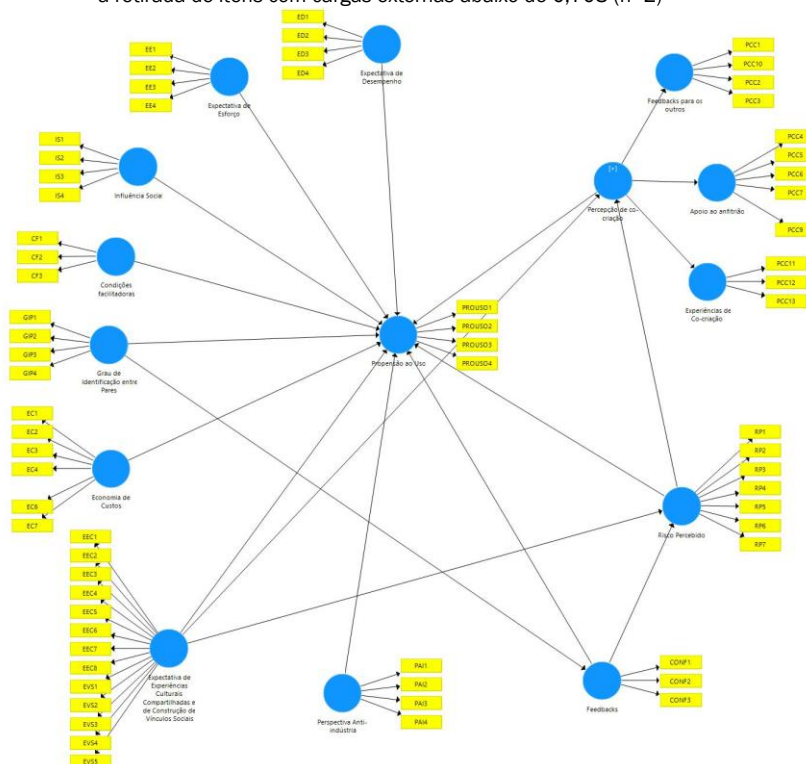 a retirada de itens com cargas externas abaixo de 0,708 (nº2)
ED1
ED2
ED3
ED4
Expectativa de
Desempenho
EE1
EE2
EE3
EE4
Expectativa de
Esforço
IS1
IS2
IS3
IS4
Influência Social
CF1
CF2
CF3
Condições
facilitadoras
GIP1
GIP2
GIP3
GIP4
Grau de
identificação entre
Pares
EC1
EC2
EC3
EC4
EC6
EC7
Economia de
Custos
EEC1
EEC2
EEC3
EEC4
EEC5
EEC6
EEC7
EEC8
EVS1
EVS2
EVS3
EVS4
EVS5
Expectativa de
Experiências
Culturais
Compartilhadas e
de Construção de
Vínculos Sociais
PAI1
PAI2
PAI3
PAI4
Perspectiva Anti-
indústria
PROUSO1
PROUSO2
PROUSO3
PROUSO4
Propensão ao Uso
PCC1
PCC10
PCC2
PCC3
Feedbacks para os
outros
[+]
Percepção de co-
criação
PCC4
PCC5
PCC6
PCC7
PCC9
Apoio ao anfitrião
PCC11
PCC12
PCC13
Experiências de
Co-criação
RP1
RP2
RP3
RP4
RP5
RP6
RP7
Risco Percebido
CONF1
CONF2
CONF3
Feedbacks